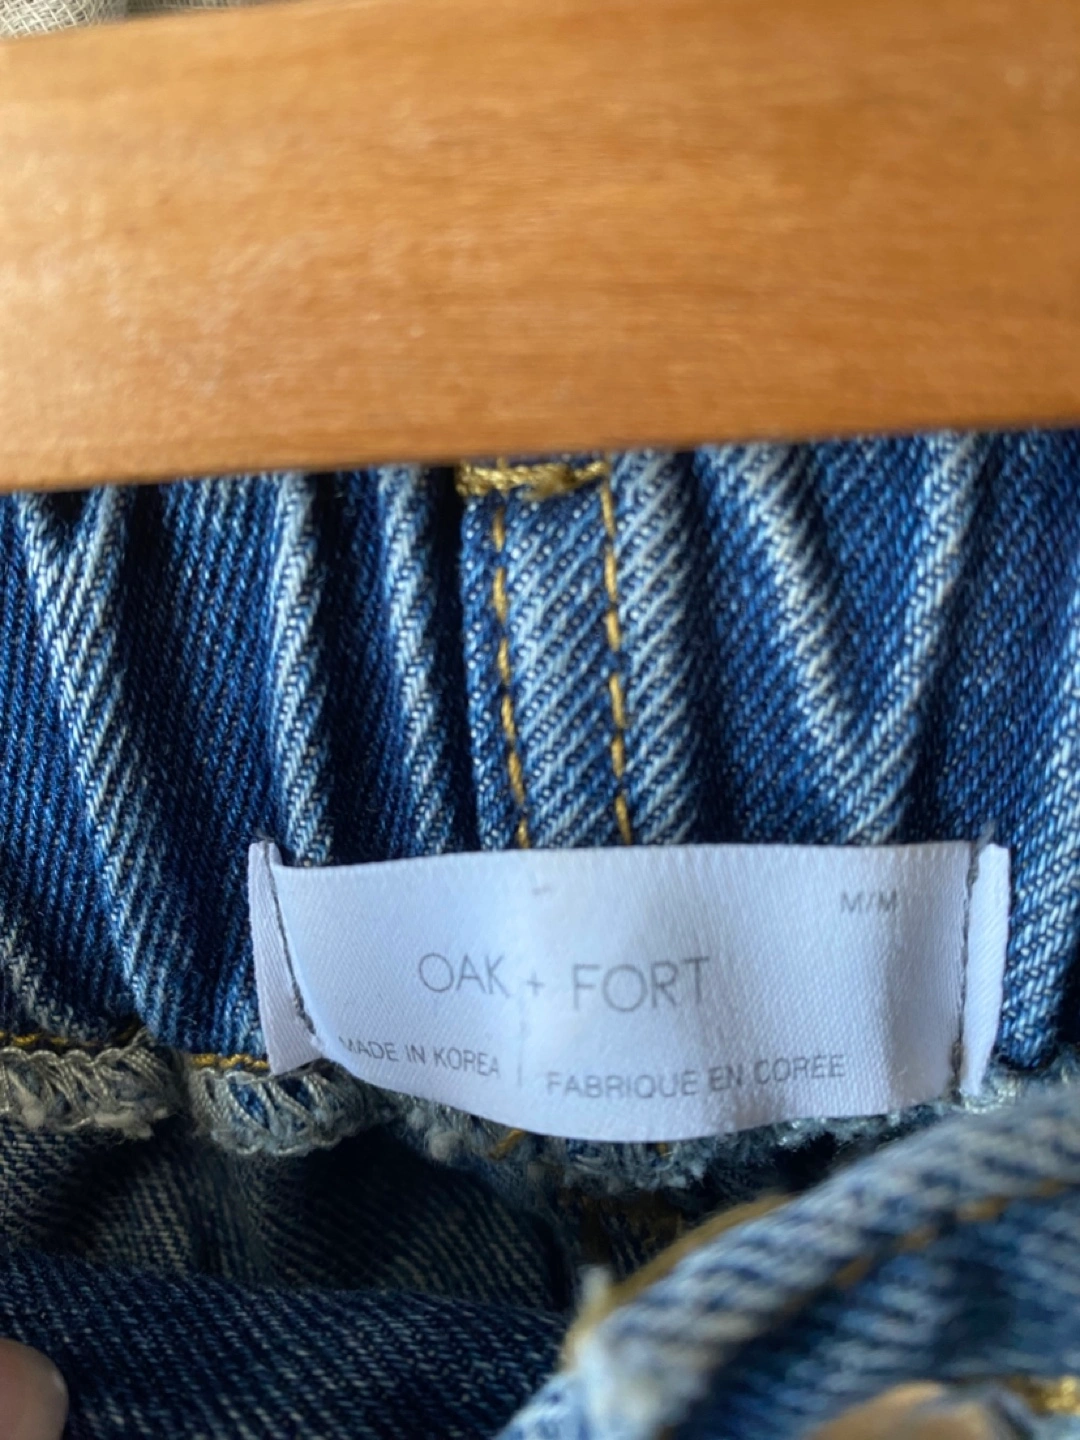 M/M
OAK + FORT
MADE IN KOREA | FABRIQUE EN COREE